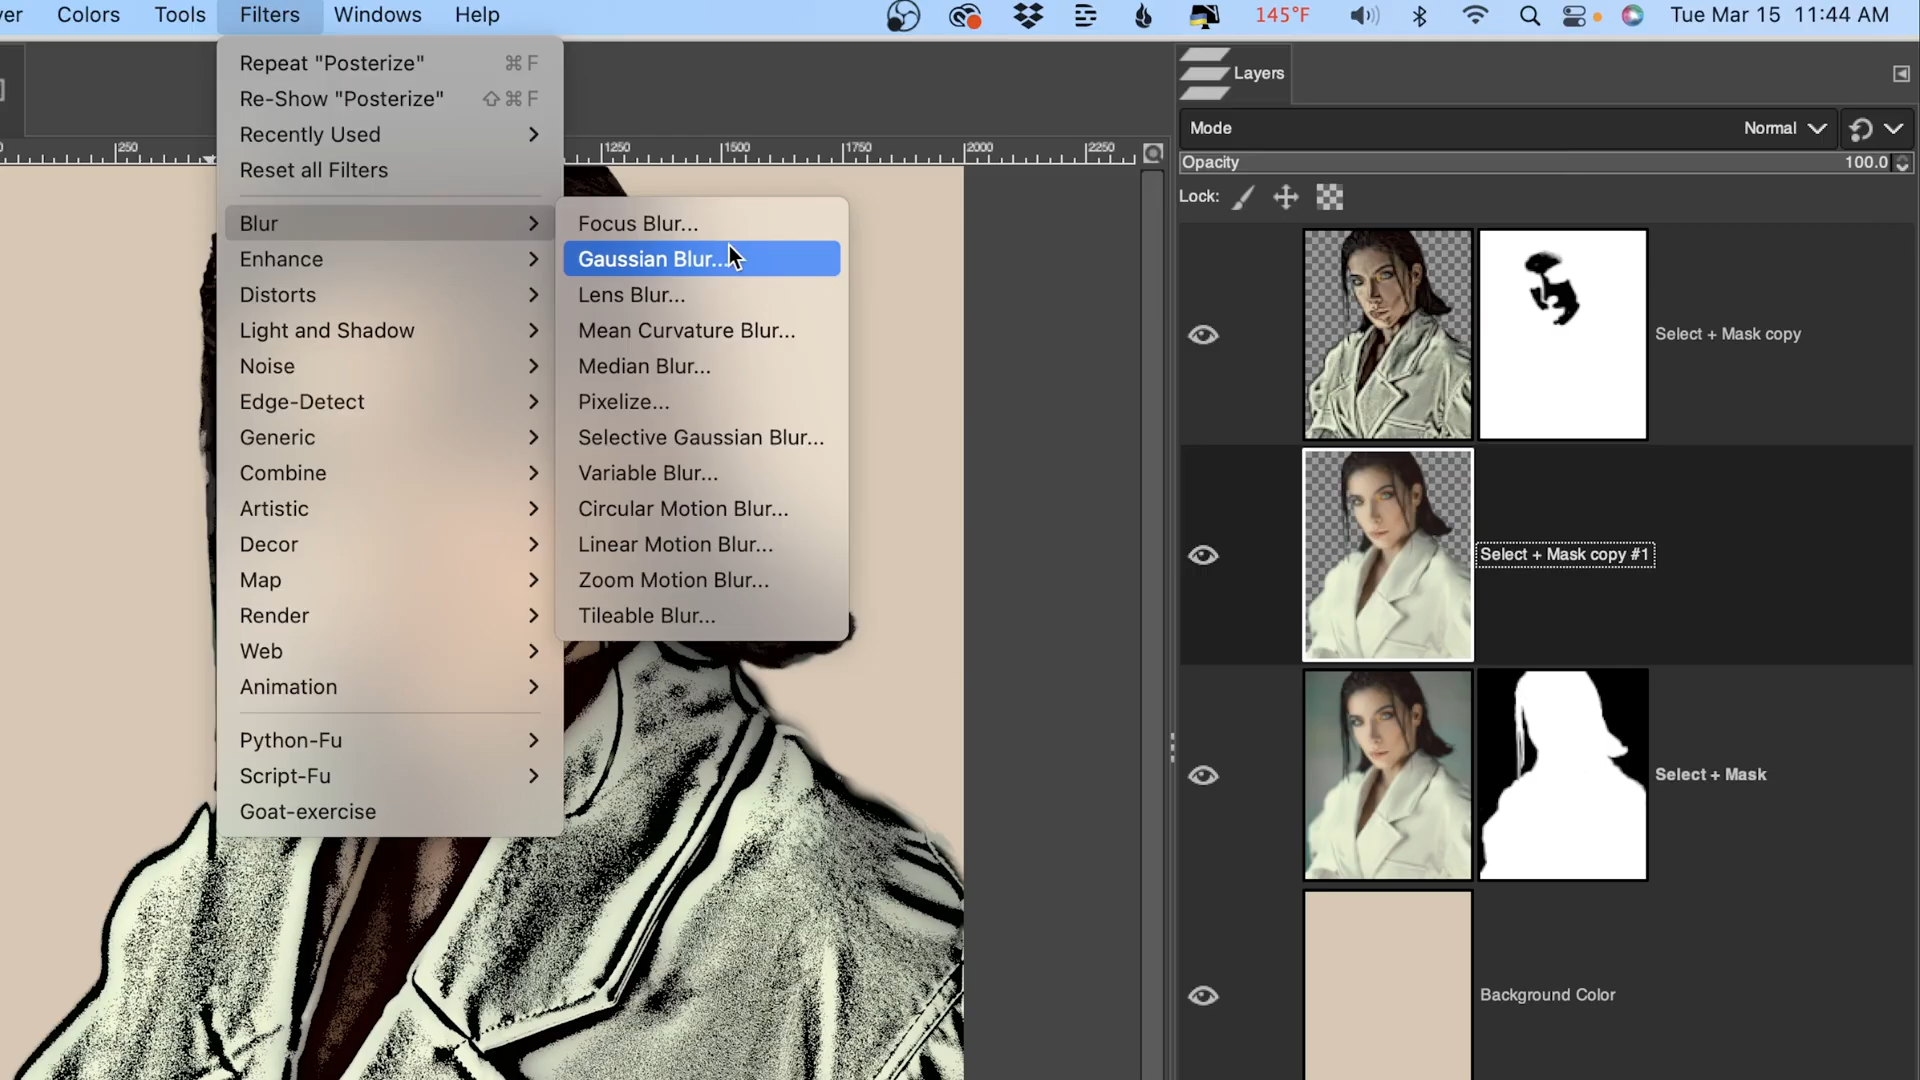 Colors Tools Filters Windows Help 145°F Tue Mar 15 11:44 AM
Repeat "Posterize" ⌘ F
Re-Show "Posterize" ⇧ ⌘ F
Recently Used
Reset all Filters
Blur
Enhance
Distorts
Light and Shadow
Noise
Edge-Detect
Generic
Combine
Artistic
Decor
Map
Render
Web
Animation
Python-Fu
Script-Fu
Goat-exercise
Focus Blur...
Gaussian Blur...
Lens Blur...
Mean Curvature Blur...
Median Blur...
Pixelize...
Selective Gaussian Blur...
Variable Blur...
Circular Motion Blur...
Linear Motion Blur...
Zoom Motion Blur...
Tileable Blur...
250 1250 1500 1750 2000 2250
Layers
Mode Normal
Opacity 100.0
Lock:
Select + Mask copy
Select + Mask copy #1
Select + Mask
Background Color